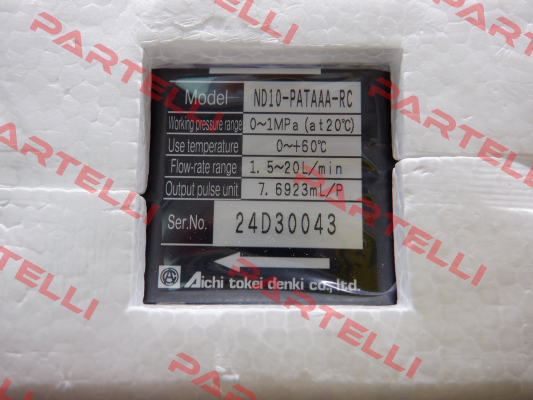 Model ND10-PATAAA-RC
Working pressure range 0~1MPa (at20℃)
Use temperature 0~+60℃
Flow-rate range 1.5~20L/min
Output pulse unit 7.6923mL/P
Ser.No. 24D30043
Aichi tokei denki co., ltd.
PARTELLI
PARTELLI
PARTELLI
PARTELLI
PARTELLI
PARTELLI